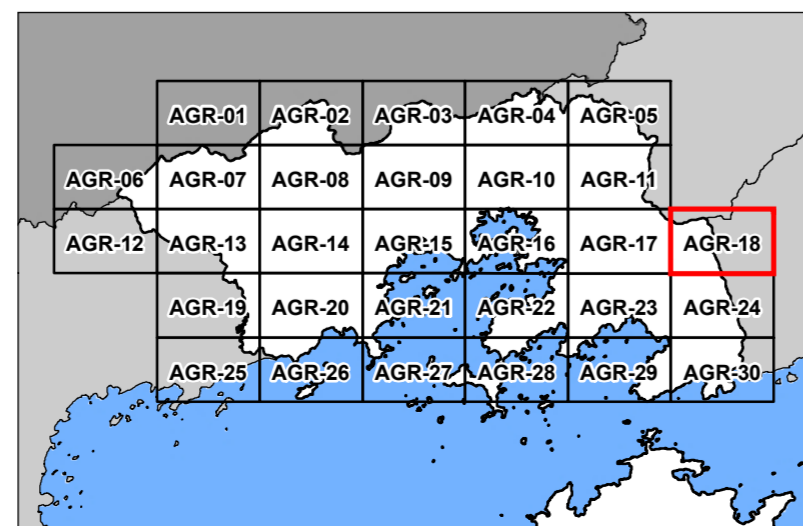 AGR-01 AGR-02 AGR-03 AGR-04 AGR-05
AGR-06 AGR-07 AGR-08 AGR-09 AGR-10 AGR-11
AGR-12 AGR-13 AGR-14 AGR-15 AGR-16 AGR-17 AGR-18
AGR-19 AGR-20 AGR-21 AGR-22 AGR-23 AGR-24
AGR-25 AGR-26 AGR-27 AGR-28 AGR-29 AGR-30